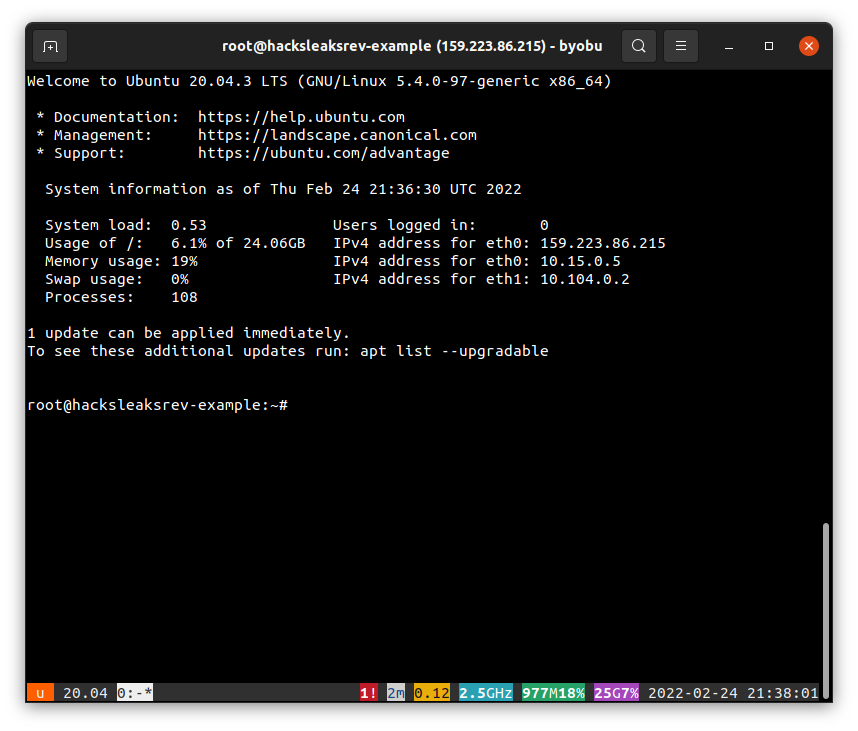 root@hacksleaksrev-example (159.223.86.215) - byobu
Welcome to Ubuntu 20.04.3 LTS (GNU/Linux 5.4.0-97-generic x86_64)
* Documentation:  https://help.ubuntu.com
* Management:     https://landscape.canonical.com
* Support:        https://ubuntu.com/advantage
System information as of Thu Feb 24 21:36:30 UTC 2022
System load:  0.53              Users logged in:       0
Usage of /:   6.1% of 24.06GB   IPv4 address for eth0: 159.223.86.215
Memory usage: 19%               IPv4 address for eth0: 10.15.0.5
Swap usage:   0%                IPv4 address for eth1: 10.104.0.2
Processes:    108
1 update can be applied immediately.
To see these additional updates run: apt list --upgradable
root@hacksleaksrev-example:~#
u  20.04 0:-*  1! 2m 0.12 2.5GHz 977M18% 25G7% 2022-02-24 21:38:01